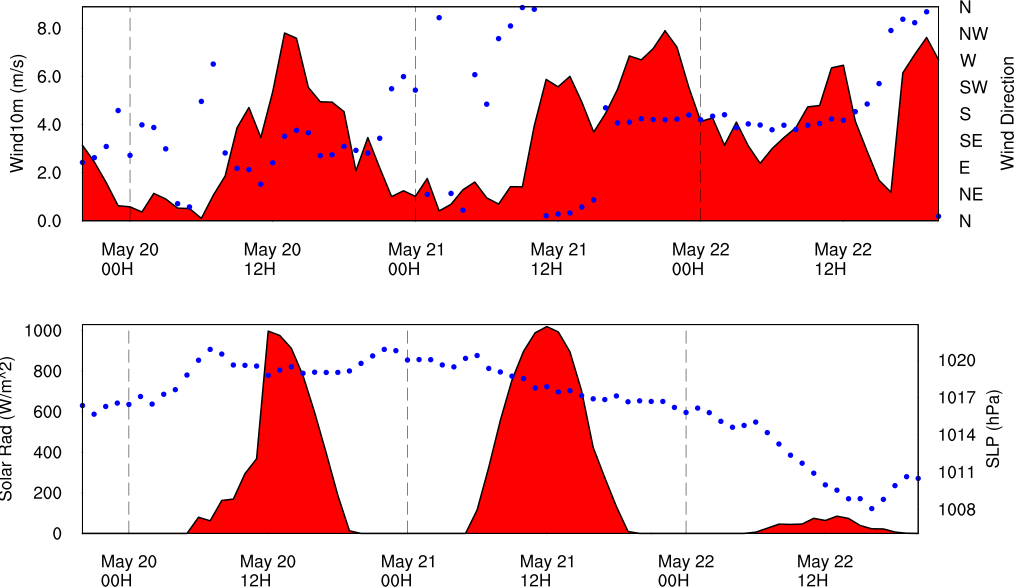 N
8.0
NW
W
6.0
SW
4.0
S
SE
2.0
E
NE
0.0
N
Wind10m (m/s)
Wind Direction
May 20 00H
May 20 12H
May 21 00H
May 21 12H
May 22 00H
May 22 12H
1000
800
600
400
200
0
Solar Rad (W/m^2)
1020
1017
1014
1011
1008
SLP (hPa)
May 20 00H
May 20 12H
May 21 00H
May 21 12H
May 22 00H
May 22 12H